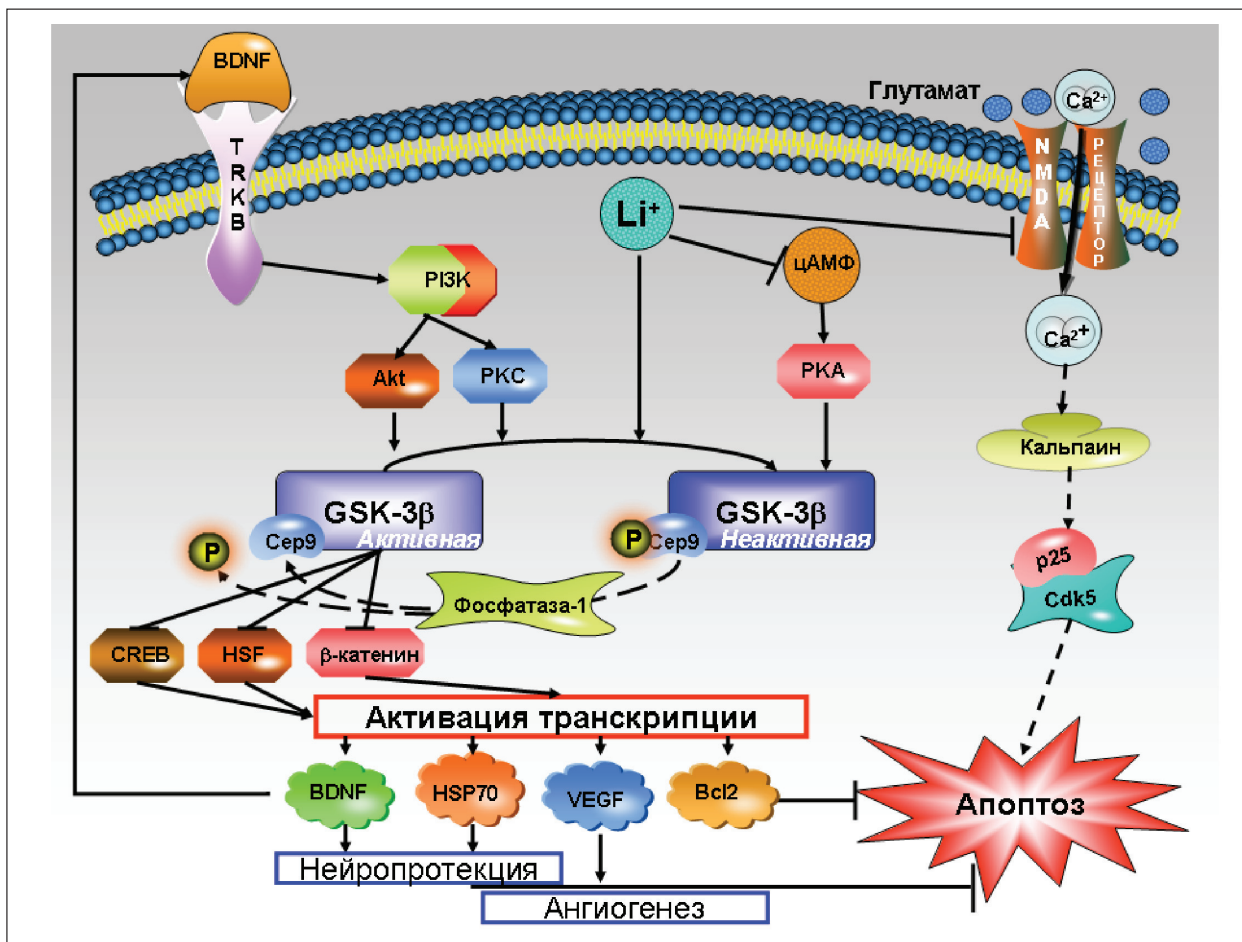 BDNF
TRKB
Глутамат
Ca²⁺
NMDA
РЕЦЕПТОР
Li⁺
цАМФ
PI3K
Ca²⁺
Akt
PKC
PKA
Кальпаин
GSK-3β
Активная
Сер9
P
GSK-3β
Неактивная
P
Сер9
p25
Cdk5
Фосфатаза-1
CREB
HSF
β-катенин
Активация транскрипции
BDNF
HSP70
VEGF
Bcl2
Апоптоз
Нейропротекция
Ангиогенез